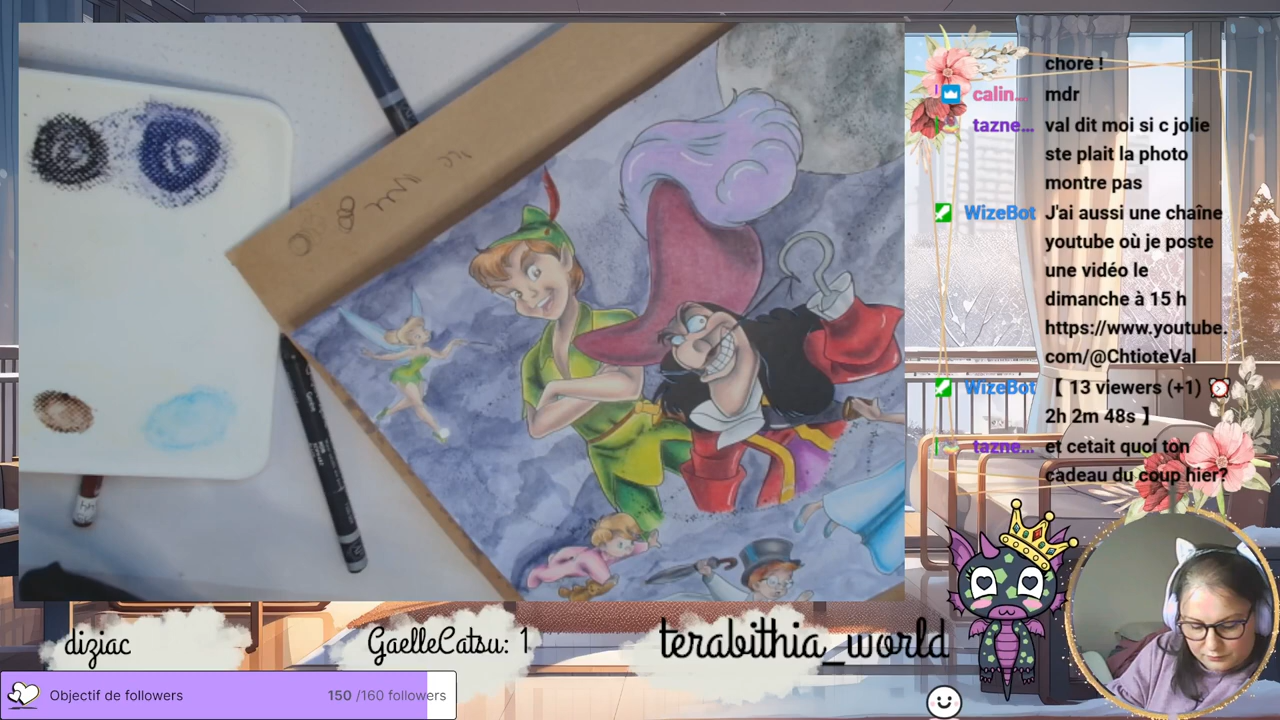 choré !
calin... mdr
tazne... val dit moi si c jolie
ste plait la photo
montre pas
WizeBot J'ai aussi une chaîne
youtube où je poste
une vidéo le
dimanche à 15 h
https://www.youtube.
com/@ChtioteVal
WizeBot 【 13 viewers (+1) ⏰
2h 2m 48s 】
tazne... et cetait quoi ton
cadeau du coup hier?
diziac
GaelleCatsu: 1
terabithia_world
Objectif de followers
150 /160 followers